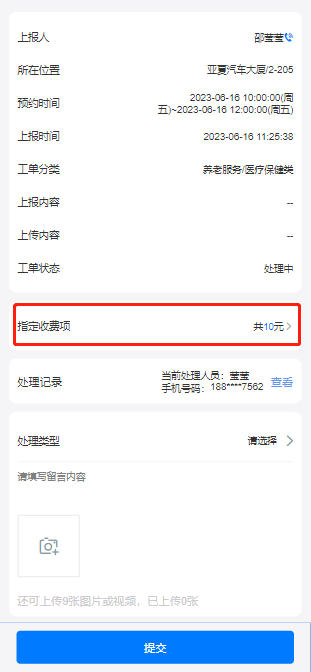 上报人 邵莹莹
所在位置 亚夏汽车大厦/2-205
预约时间 2023-06-16 10:00:00(周
五)~2023-06-16 12:00:00(周五)
上报时间 2023-06-16 11:25:38
工单分类 养老服务/医疗保健类
上报内容 --
上传内容 --
工单状态 处理中
指定收费项 共10元
处理记录 当前处理人员：莹莹 查看
手机号码：188****7562
处理类型 请选择
请填写留言内容
还可上传9张图片或视频，已上传0张
提交